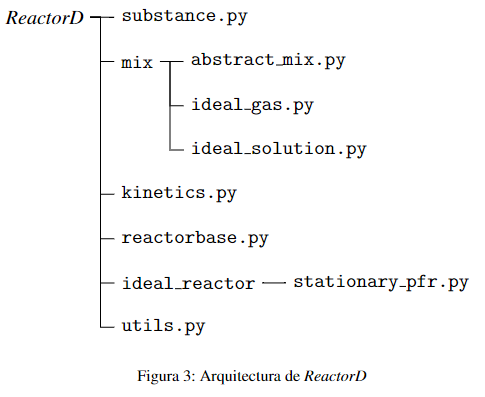 ReactorD substance.py
mix abstract_mix.py
ideal_gas.py
ideal_solution.py
kinetics.py
reactorbase.py
ideal_reactor stationary_pfr.py
utils.py
Figura 3: Arquitectura de ReactorD